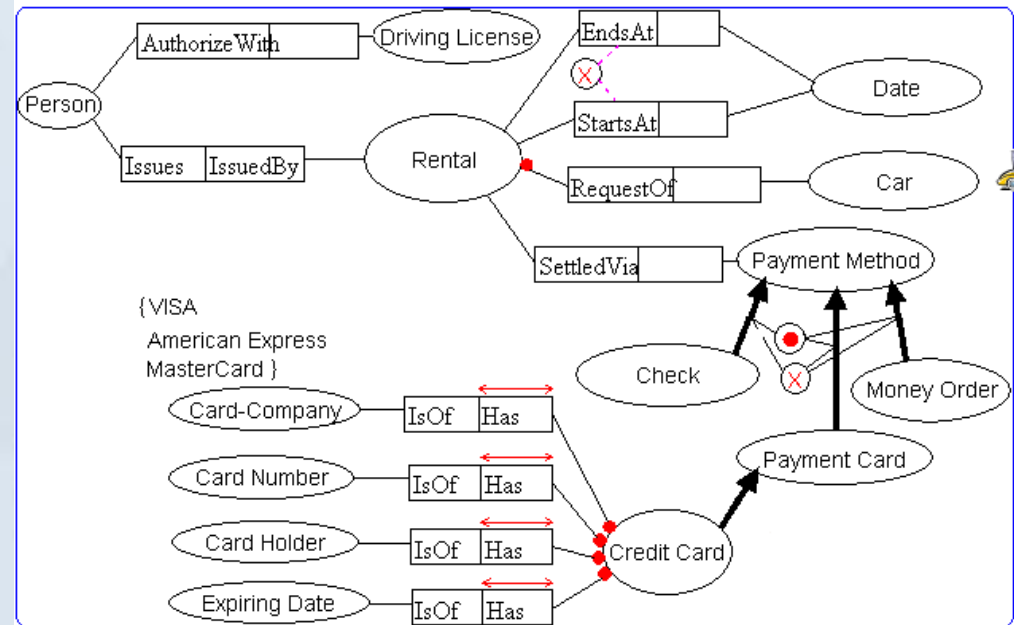 EndsAt
AuthorizeWith
Driving License
X
Person
Date
StartsAt
Issues IssuedBy
Rental
RequestOf
Car
SettledVia
Payment Method
{VISA
American Express
MasterCard }
Check
X
Money Order
Card-Company
IsOf Has
Payment Card
Card Number
IsOf Has
Card Holder
IsOf Has
Credit Card
Expiring Date
IsOf Has